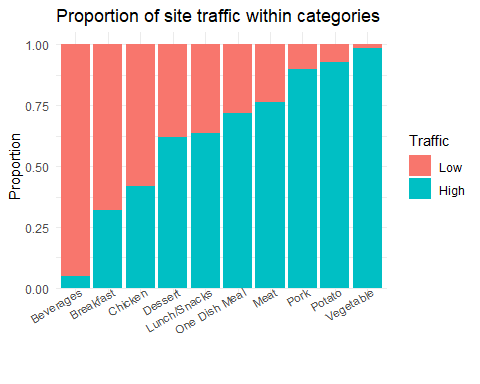 Proportion of site traffic within categories
Proportion
1.00
0.75
0.50
0.25
0.00
Beverages
Breakfast
Chicken
Dessert
Lunch/Snacks
One Dish Meal
Meat
Pork
Potato
Vegetable
Traffic
Low
High